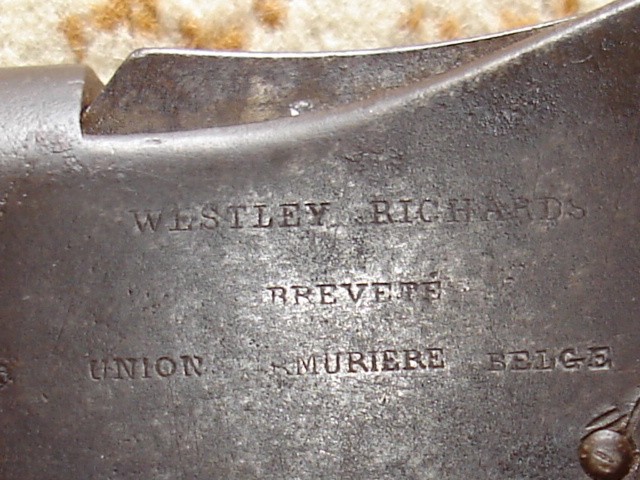 WESTLEY RICHARDS
BREVETÉ
UNION ARMURIERE BELGE